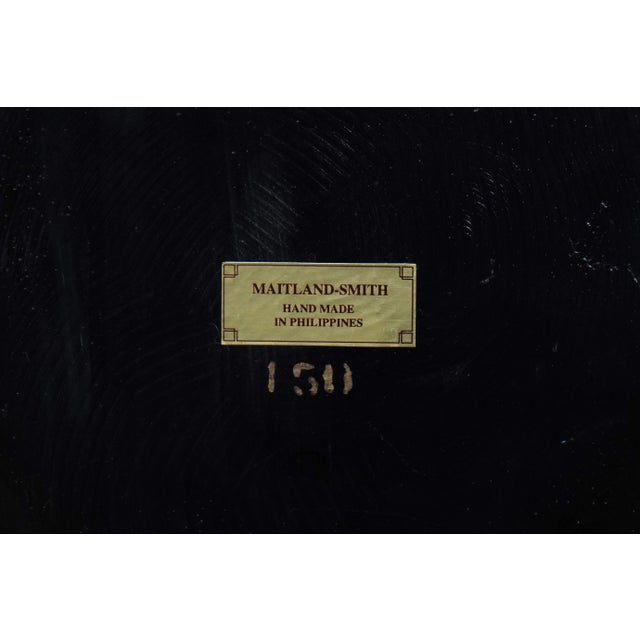 MAITLAND-SMITH
HAND MADE
IN PHILIPPINES
150